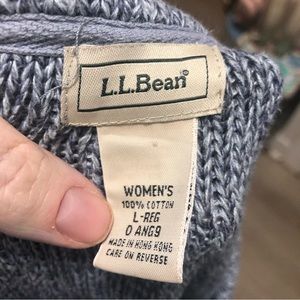 L.L.Bean®
WOMEN'S
100% COTTON
L-REG
0 ANG9
MADE IN HONG KONG
CARE ON REVERSE